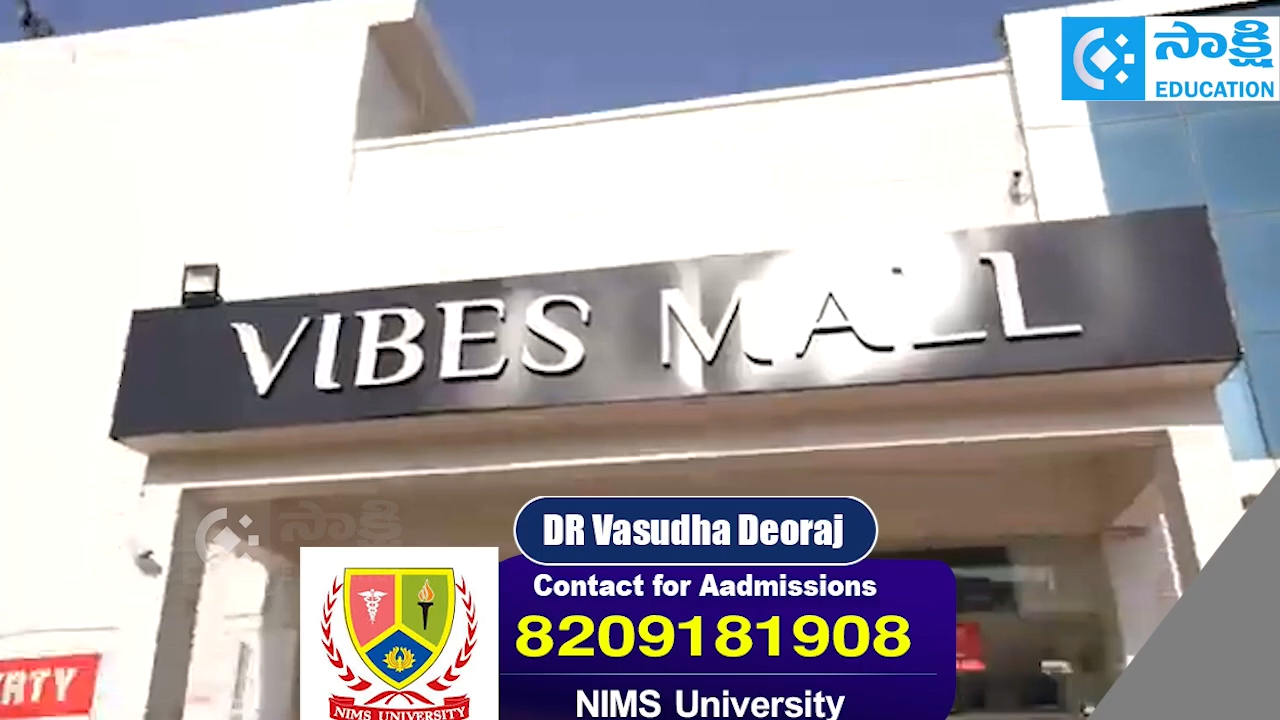 సాక్షి
EDUCATION
VIBES MALL
సాక్షి
DR Vasudha Deoraj
Contact for Aadmissions
8209181908
NIMS University
NIMS UNIVERSITY